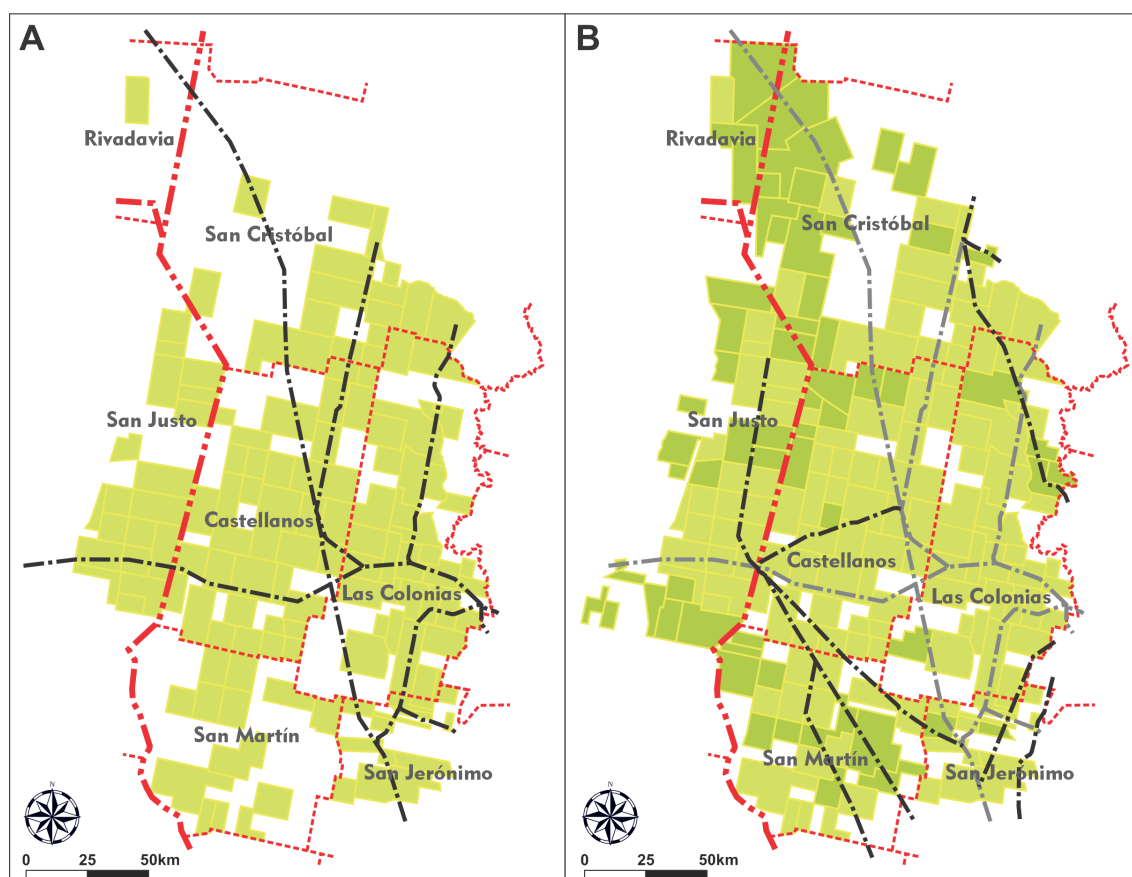 A
Rivadavia
San Cristóbal
San Justo
Castellanos
Las Colonias
San Martín
San Jerónimo
N
0 25 50km
B
Rivadavia
San Cristóbal
San Justo
Castellanos
Las Colonias
San Martín
San Jerónimo
N
0 25 50km